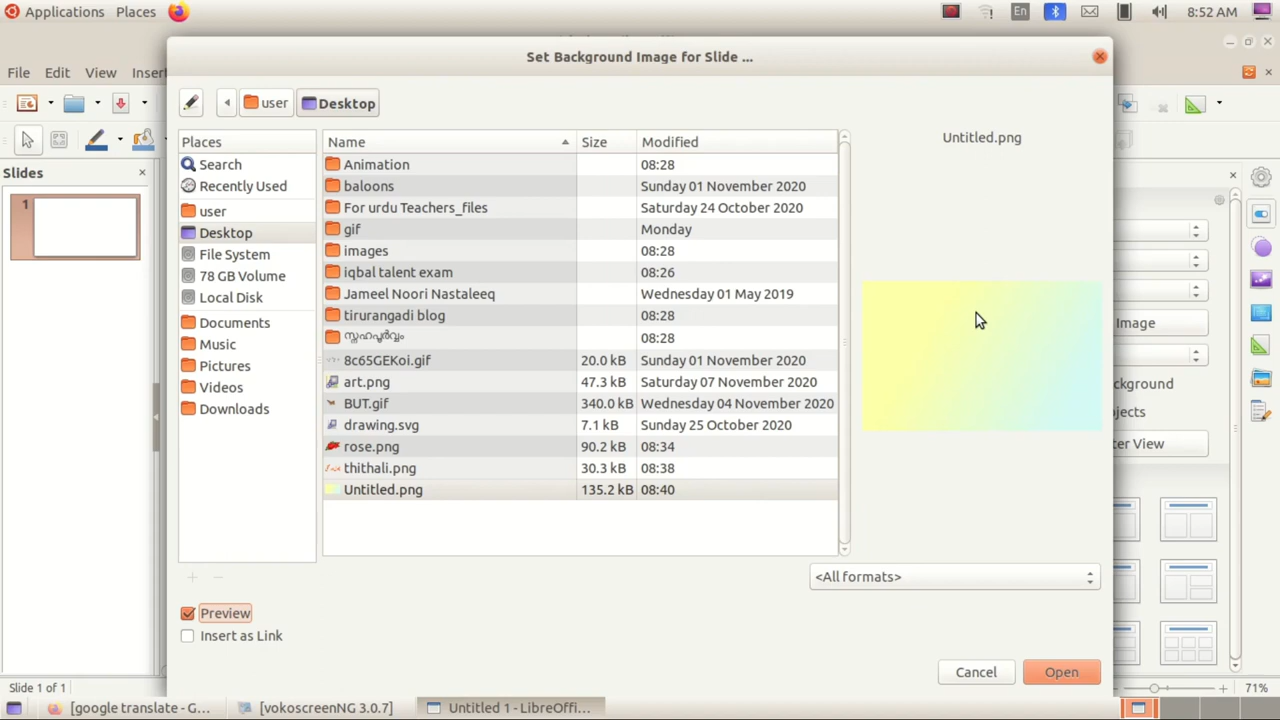 Applications Places En 8:52 AM
Set Background Image for Slide ...
File Edit View Insert
user Desktop
Places Name Size Modified Untitled.png
Search Animation 08:28
Recently Used baloons Sunday 01 November 2020
user For urdu Teachers_files Saturday 24 October 2020
Desktop gif Monday
File System images 08:28
78 GB Volume iqbal talent exam 08:26
Local Disk Jameel Noori Nastaleeq Wednesday 01 May 2019
Documents tirurangadi blog 08:28
Music സ്നഹപൂർവ്വം 08:28
Pictures 8c65GEKoi.gif 20.0 kB Sunday 01 November 2020
Videos art.png 47.3 kB Saturday 07 November 2020
Downloads BUT.gif 340.0 kB Wednesday 04 November 2020
drawing.svg 7.1 kB Sunday 25 October 2020
rose.png 90.2 kB 08:34
thithali.png 30.3 kB 08:38
Untitled.png 135.2 kB 08:40
Slides
1
Image
ckground
jects
ter View
<All formats>
Preview
Insert as Link
Cancel Open
Slide 1 of 1 71%
[google translate - G... [vokoscreenNG 3.0.7] Untitled 1 - LibreOffi...